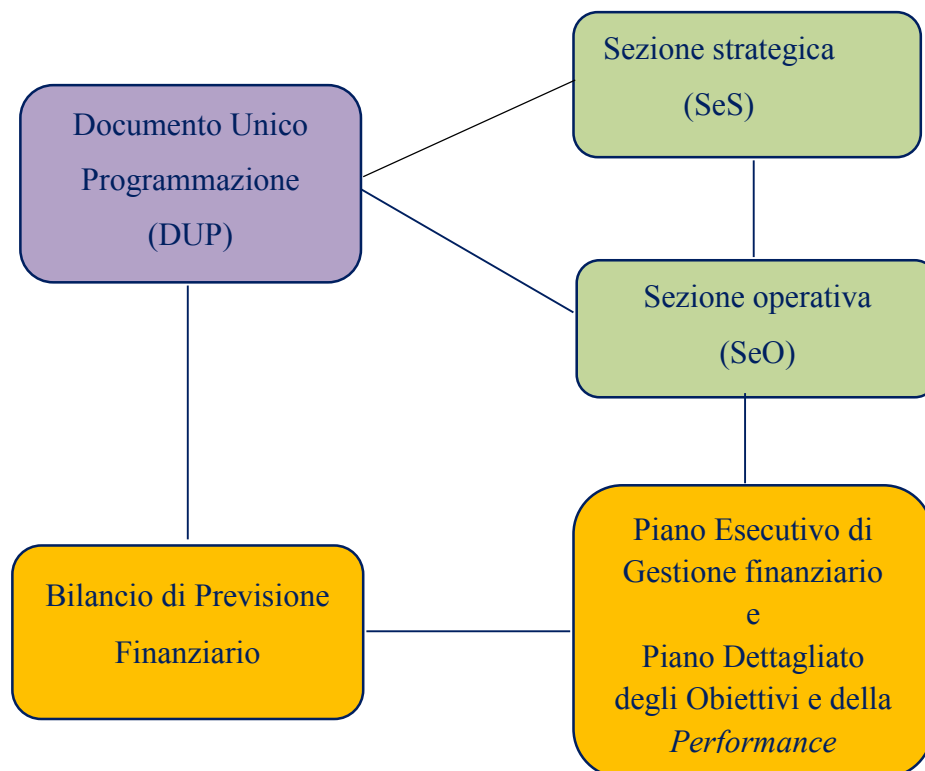 Sezione strategica
(SeS)
Documento Unico
Programmazione
(DUP)
Sezione operativa
(SeO)
Piano Esecutivo di
Gestione finanziario
e
Piano Dettagliato
degli Obiettivi e della
Performance
Bilancio di Previsione
Finanziario